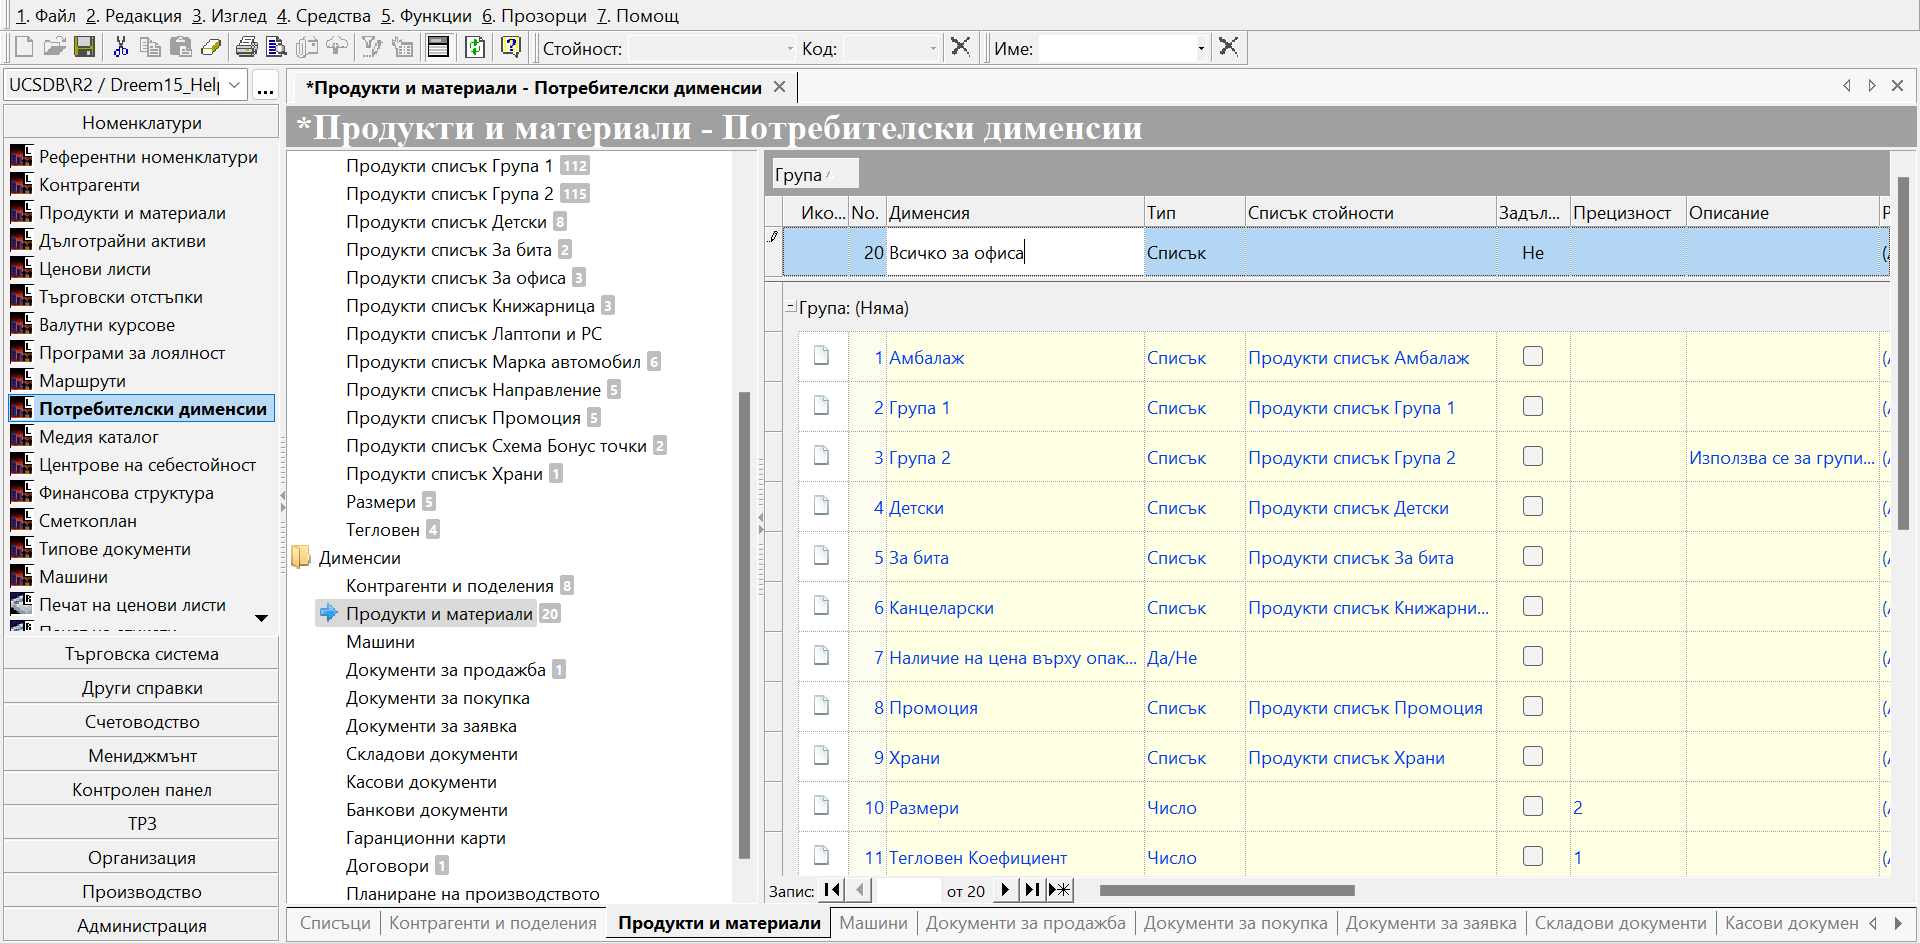 1. Файл 2. Редакция 3. Изглед 4. Средства 5. Функции 6. Прозорци 7. Помощ
Стойност: Код: Име:
UCSDB\R2 / Dreem15_Hel ...
*Продукти и материали - Потребителски дименсии
Номенклатури
Референтни номенклатури
Контрагенти
Продукти и материали
Дълготрайни активи
Ценови листи
Търговски отстъпки
Валутни курсове
Програми за лоялност
Маршрути
Потребителски дименсии
Медия каталог
Центрове на себестойност
Финансова структура
Сметкоплан
Типове документи
Машини
Печат на ценови листи
Търговска система
Други справки
Счетоводство
Мениджмънт
Контролен панел
ТРЗ
Организация
Производство
Администрация
*Продукти и материали - Потребителски дименсии
Продукти списък Група 1 112
Продукти списък Група 2 115
Продукти списък Детски 8
Продукти списък За бита 2
Продукти списък За офиса 3
Продукти списък Книжарница 3
Продукти списък Лаптопи и PC
Продукти списък Марка автомобил 6
Продукти списък Направление 5
Продукти списък Промоция 5
Продукти списък Схема Бонус точки 2
Продукти списък Храни 1
Размери 5
Тегловен 4
Дименсии
Контрагенти и поделения 8
Продукти и материали 20
Машини
Документи за продажба 1
Документи за покупка
Документи за заявка
Складови документи
Касови документи
Банкови документи
Гаранционни карти
Договори 1
Планиране на производството
Група
Ико... No. Дименсия Тип Списък стойности Задъл... Прецизност Описание
20 Всичко за офиса Списък Не
Група: (Няма)
1 Амбалаж Списък Продукти списък Амбалаж
2 Група 1 Списък Продукти списък Група 1
3 Група 2 Списък Продукти списък Група 2 Използва се за групи...
4 Детски Списък Продукти списък Детски
5 За бита Списък Продукти списък За бита
6 Канцеларски Списък Продукти списък Книжарни...
7 Наличие на цена върху опак... Да/Не
8 Промоция Списък Продукти списък Промоция
9 Храни Списък Продукти списък Храни
10 Размери Число 2
11 Тегловен Коефициент Число 1
Запис: от 20
Списъци Контрагенти и поделения Продукти и материали Машини Документи за продажба Документи за покупка Документи за заявка Складови документи Касови докумен